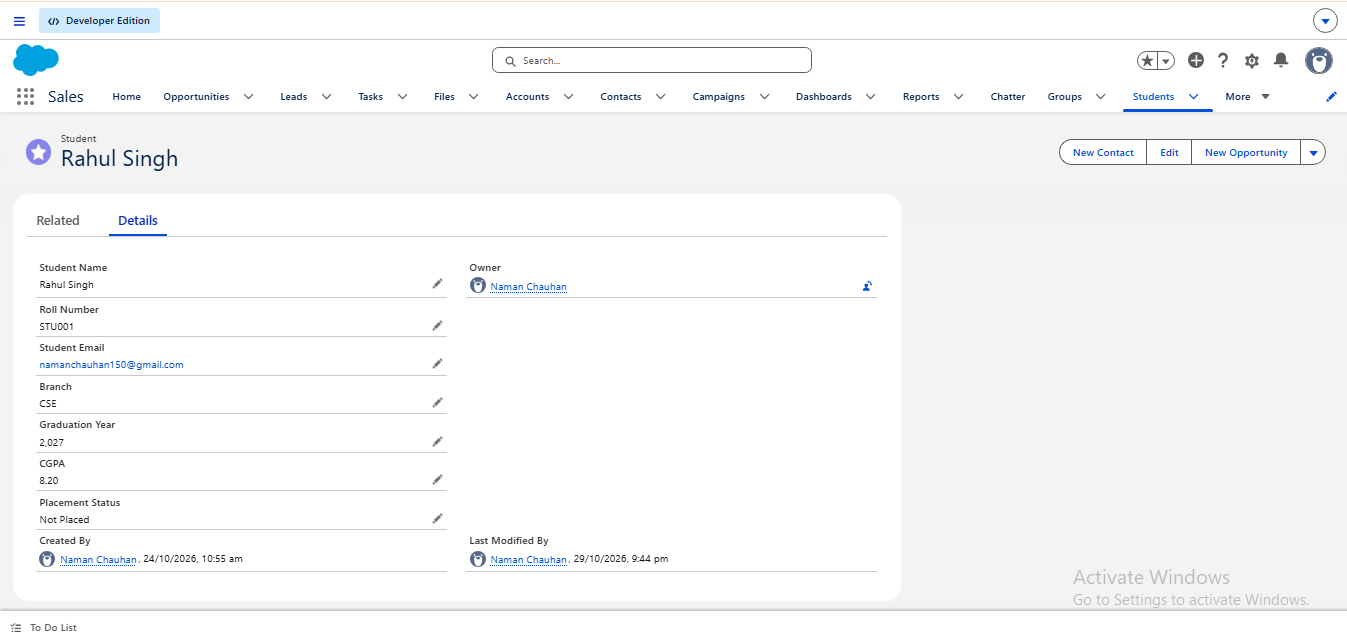 Developer Edition
Search...
Sales Home Opportunities Leads Tasks Files Accounts Contacts Campaigns Dashboards Reports Chatter Groups Students More
Student
Rahul Singh
New Contact Edit New Opportunity
Related Details
Student Name
Rahul Singh
Owner
Naman Chauhan
Roll Number
STU001
Student Email
namanchauhan150@gmail.com
Branch
CSE
Graduation Year
2,027
CGPA
8.20
Placement Status
Not Placed
Created By
Naman Chauhan, 24/10/2026, 10:55 am
Last Modified By
Naman Chauhan, 29/10/2026, 9:44 pm
Activate Windows
Go to Settings to activate Windows.
To Do List